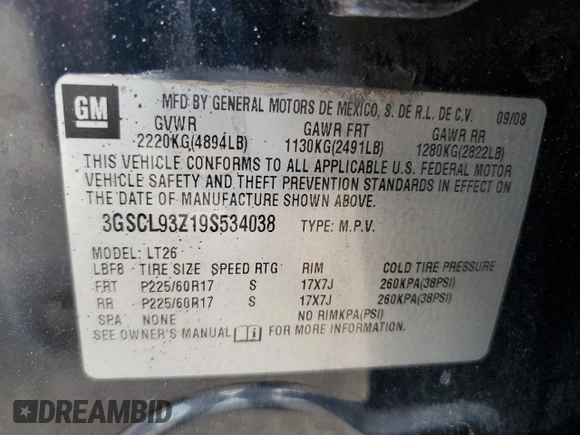 GM
MFD BY GENERAL MOTORS DE MEXICO, S. DE R.L. DE C.V. 09/08
GVWR GAWR FRT GAWR RR
2220KG(4894LB) 1130KG(2491LB) 1280KG(2822LB)
THIS VEHICLE CONFORMS TO ALL APPLICABLE U.S. FEDERAL MOTOR
VEHICLE SAFETY AND THEFT PREVENTION STANDARDS IN EFFECT ON
THE DATE OF MANUFACTURE SHOWN ABOVE.
3GSCL93Z19S534038 TYPE: M.P.V.
MODEL: LT26
LBF8 TIRE SIZE SPEED RTG RIM COLD TIRE PRESSURE
FRT P225/60R17 S 17X7J 260KPA(38PSI)
RR P225/60R17 S 17X7J 260KPA(38PSI)
SPA NONE NO RIMKPA(PSI)
SEE OWNER'S MANUAL FOR MORE INFORMATION.
DREAMBID